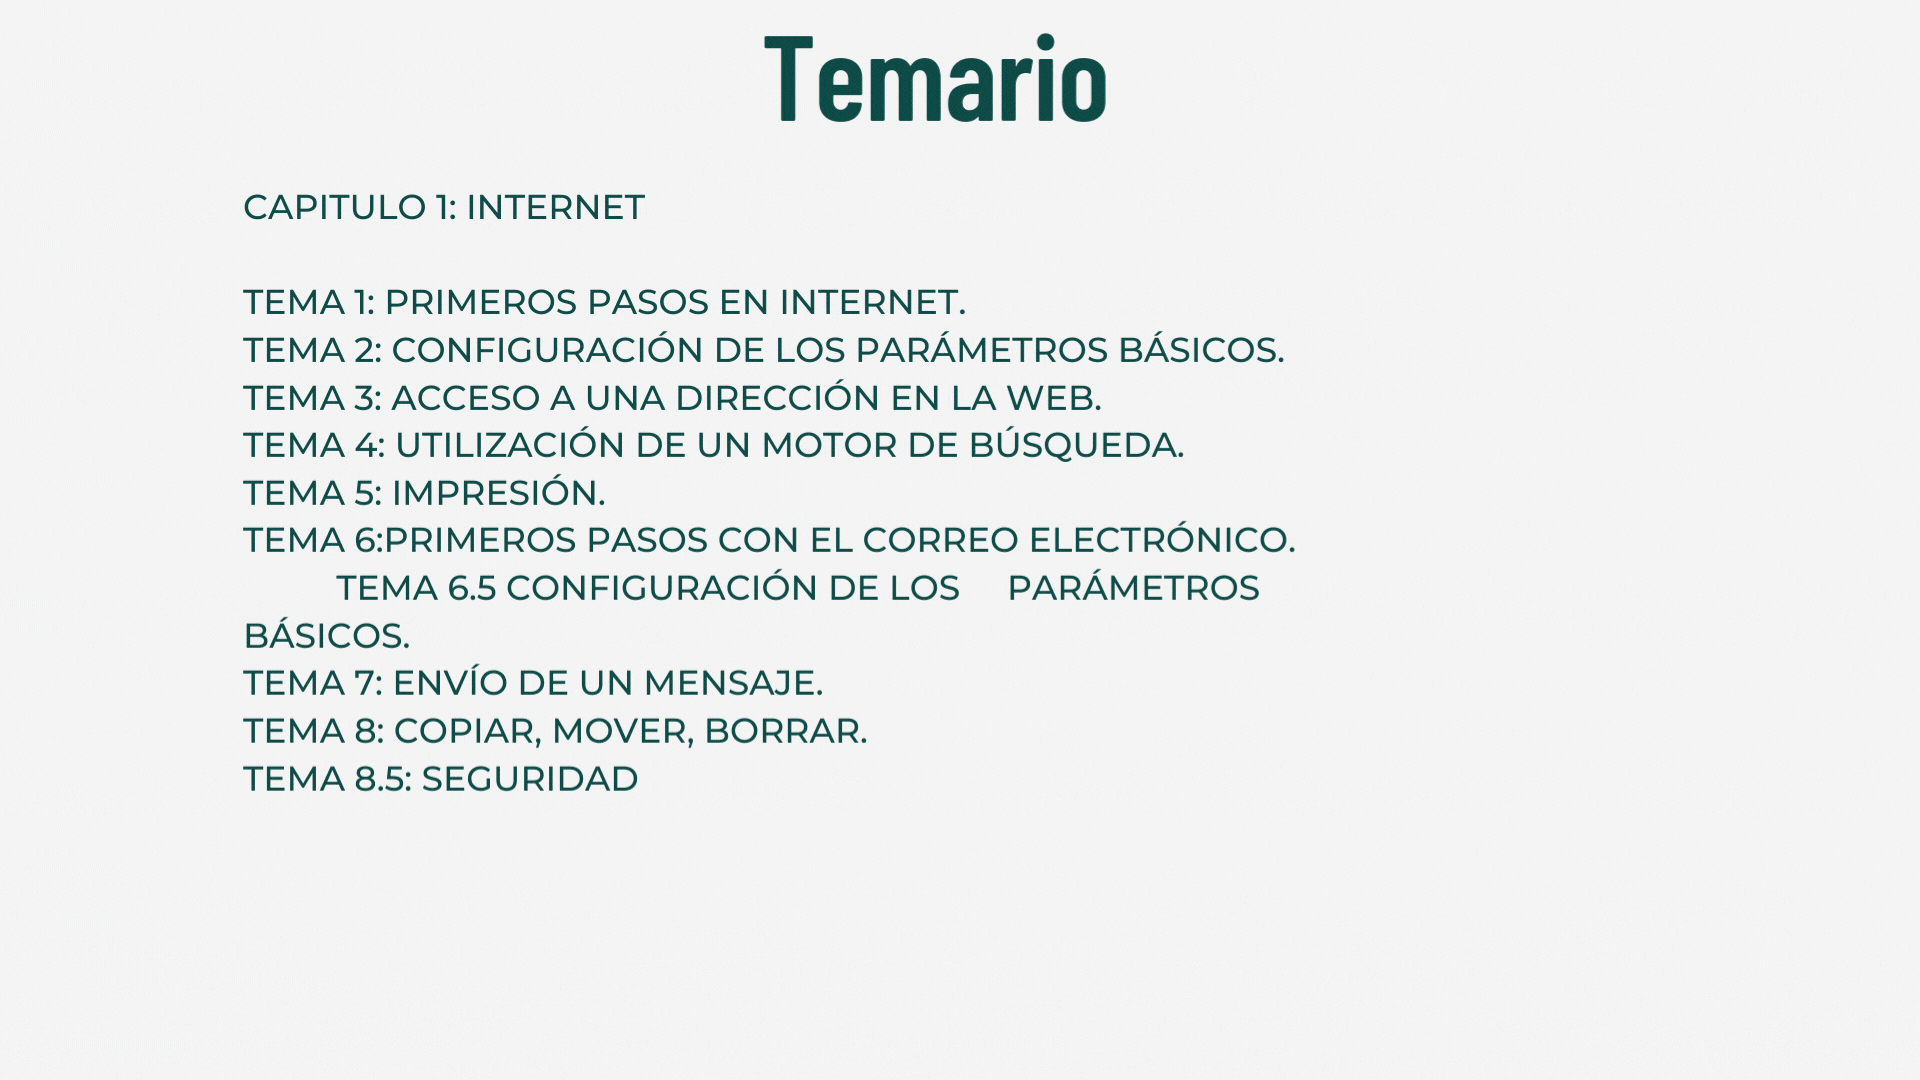 Temario
CAPITULO 1: INTERNET
TEMA 1: PRIMEROS PASOS EN INTERNET.
TEMA 2: CONFIGURACIÓN DE LOS PARÁMETROS BÁSICOS.
TEMA 3: ACCESO A UNA DIRECCIÓN EN LA WEB.
TEMA 4: UTILIZACIÓN DE UN MOTOR DE BÚSQUEDA.
TEMA 5: IMPRESIÓN.
TEMA 6:PRIMEROS PASOS CON EL CORREO ELECTRÓNICO.
TEMA 6.5 CONFIGURACIÓN DE LOS PARÁMETROS
BÁSICOS.
TEMA 7: ENVÍO DE UN MENSAJE.
TEMA 8: COPIAR, MOVER, BORRAR.
TEMA 8.5: SEGURIDAD